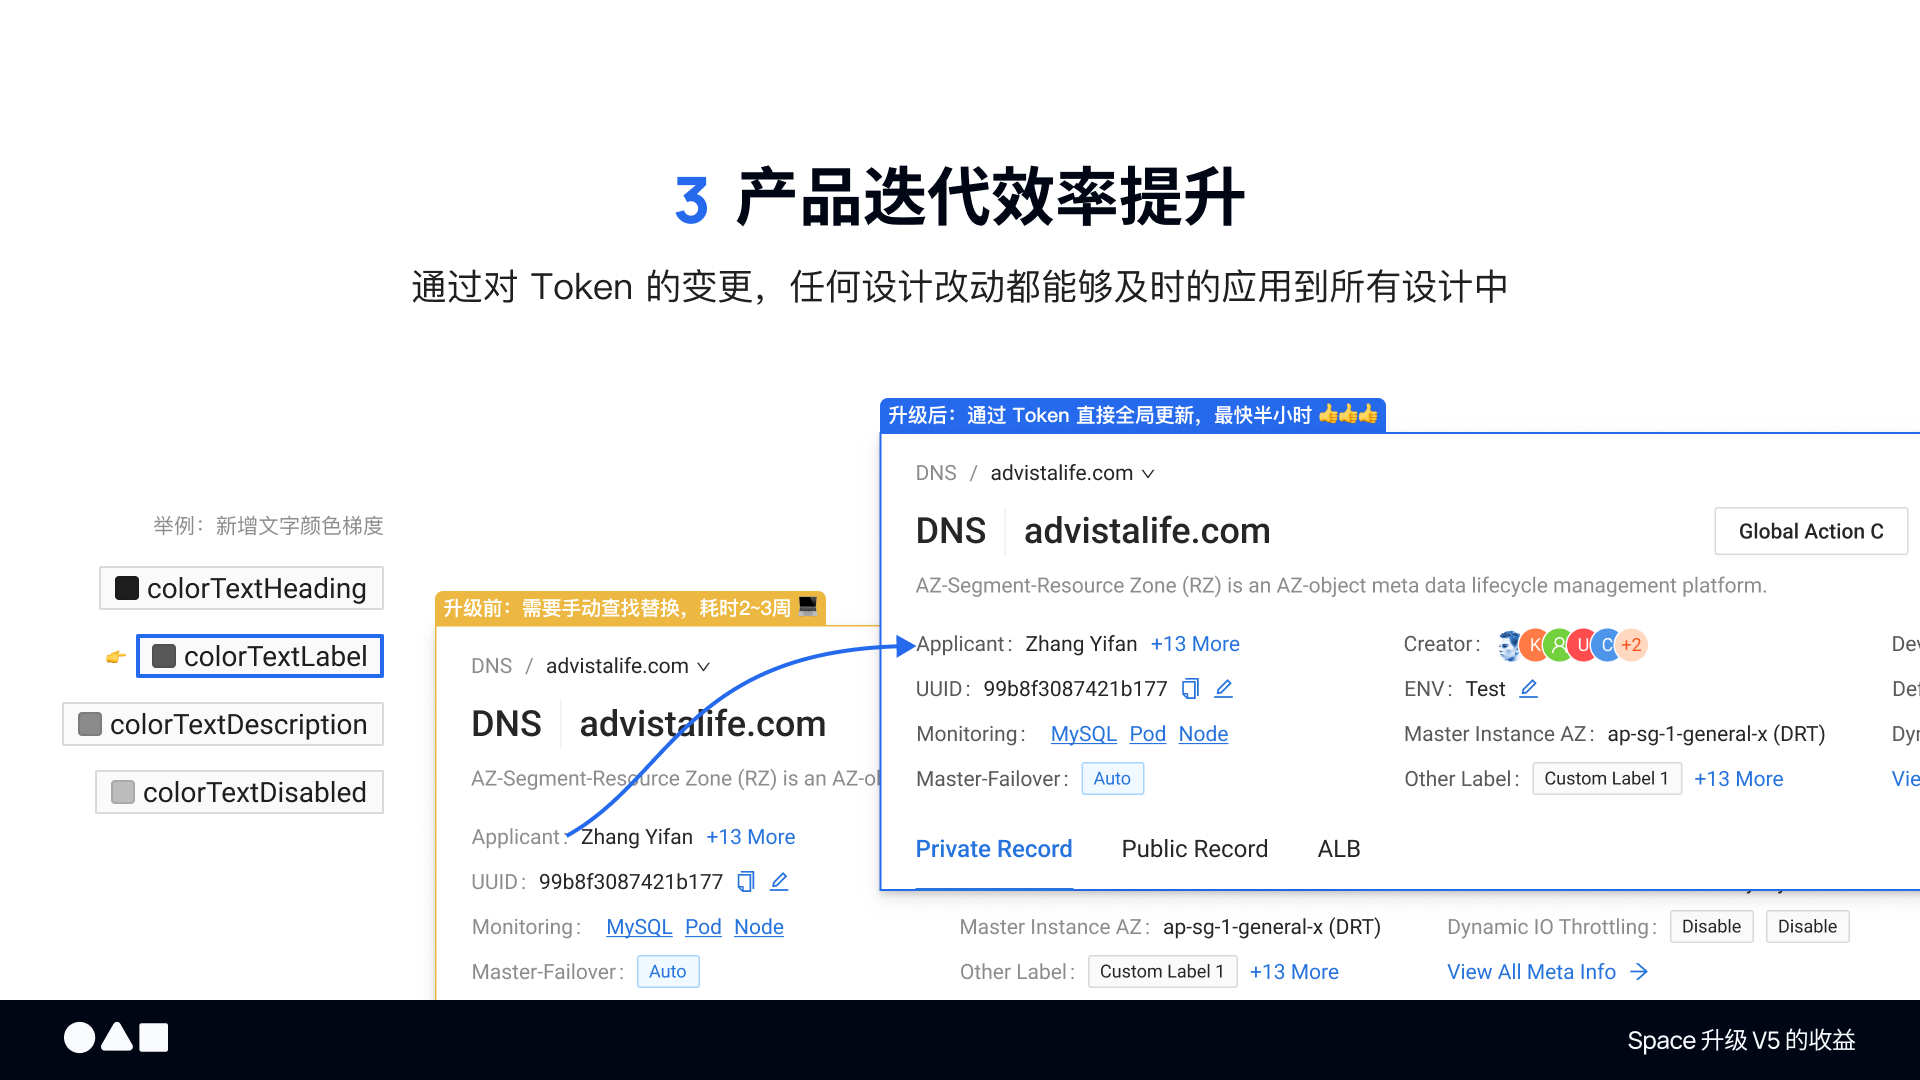 3 产品迭代效率提升
通过对 Token 的变更，任何设计改动都能够及时的应用到所有设计中
举例：新增文字颜色梯度
colorTextHeading
colorTextLabel
colorTextDescription
colorTextDisabled
升级前：需要手动查找替换，耗时2~3周
DNS / advistalife.com
DNS advistalife.com
AZ-Segment-Resource Zone (RZ) is an AZ-ol
Applicant: Zhang Yifan +13 More
UUID: 99b8f3087421b177
Monitoring: MySQL Pod Node
Master-Failover: Auto
Master Instance AZ: ap-sg-1-general-x (DRT)
Other Label: Custom Label 1 +13 More
Dynamic IO Throttling: Disable Disable
View All Meta Info
升级后：通过 Token 直接全局更新，最快半小时 👍👍👍
DNS / advistalife.com
DNS advistalife.com
Global Action C
AZ-Segment-Resource Zone (RZ) is an AZ-object meta data lifecycle management platform.
Applicant: Zhang Yifan +13 More
UUID: 99b8f3087421b177
Monitoring: MySQL Pod Node
Master-Failover: Auto
Creator: K U C +2
ENV: Test
Master Instance AZ: ap-sg-1-general-x (DRT)
Other Label: Custom Label 1 +13 More
Dev
Def
Dyn
Vie
Private Record Public Record ALB
Space 升级 V5 的收益